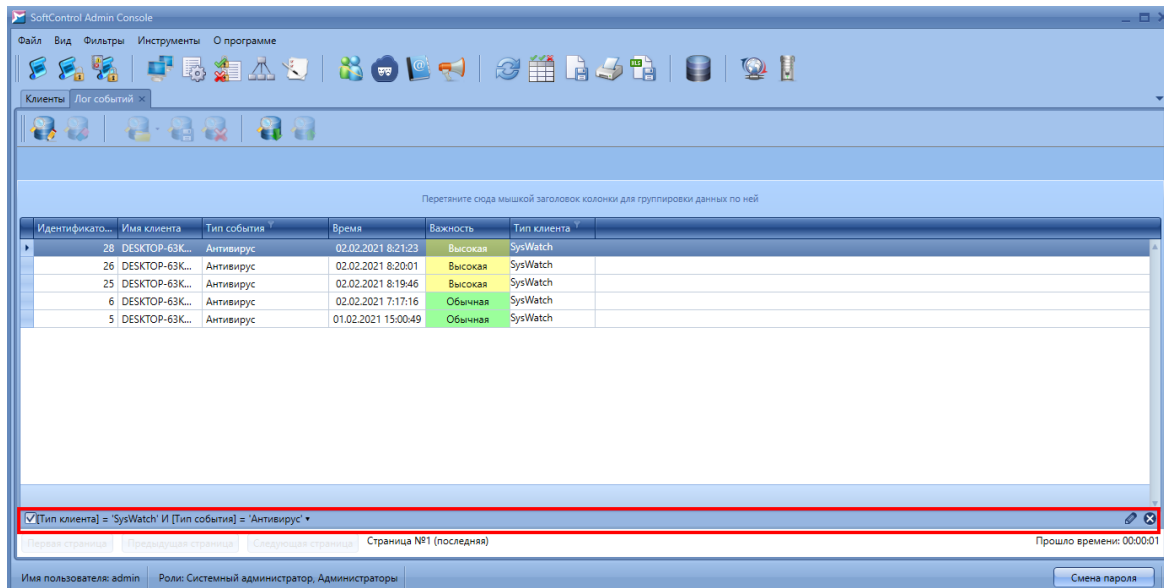 SoftControl Admin Console
Файл Вид Фильтры Инструменты О программе
Клиенты Лог событий
Перетяните сюда мышкой заголовок колонки для группировки данных по ней
Идентификато... Имя клиента Тип события Время Важность Тип клиента
28 DESKTOP-63K... Антивирус 02.02.2021 8:21:23 Высокая SysWatch
26 DESKTOP-63K... Антивирус 02.02.2021 8:20:01 Высокая SysWatch
25 DESKTOP-63K... Антивирус 02.02.2021 8:19:46 Высокая SysWatch
6 DESKTOP-63K... Антивирус 02.02.2021 7:17:16 Обычная SysWatch
5 DESKTOP-63K... Антивирус 01.02.2021 15:00:49 Обычная SysWatch
[Тип клиента] = 'SysWatch' И [Тип события] = 'Антивирус'
Первая страница Предыдущая страница Следующая страница Страница №1 (последняя) Прошло времени: 00:00:01
Имя пользователя: admin Роли: Системный администратор, Администраторы Смена пароля